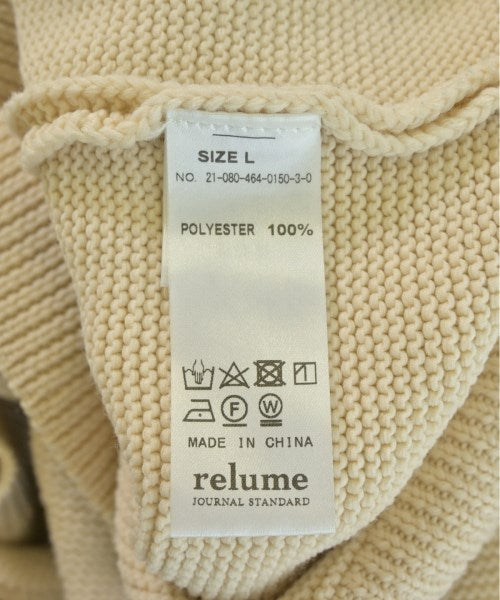 SIZE L
NO. 21-080-464-0150-3-0
POLYESTER 100%
F W
MADE IN CHINA
relume
JOURNAL STANDARD